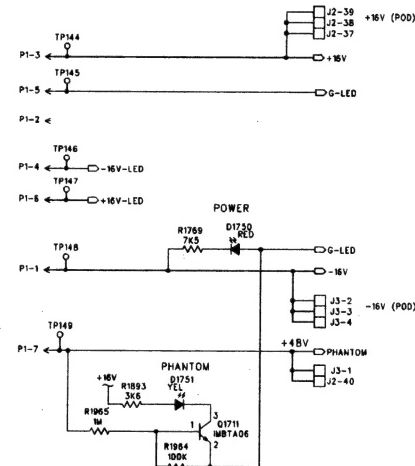 J2-39
J2-38 +16V (POD)
J2-37
TP144
P1-3 +16V
TP145
P1-5 G-LED
P1-2
TP146
P1-4 -16V-LED
TP147
P1-6 +16V-LED
POWER
R1769 D1750
7K5 RED
G-LED
TP148
P1-1 -16V
J3-2
J3-3 -16V (POD)
J3-4
TP149
+48V
P1-7 PHANTOM
PHANTOM
J3-1
J2-40
+16V D1751
R1893 YEL
3K6
R1965
1M
3
1 Q1711
MBTA06
2
R1964
100K